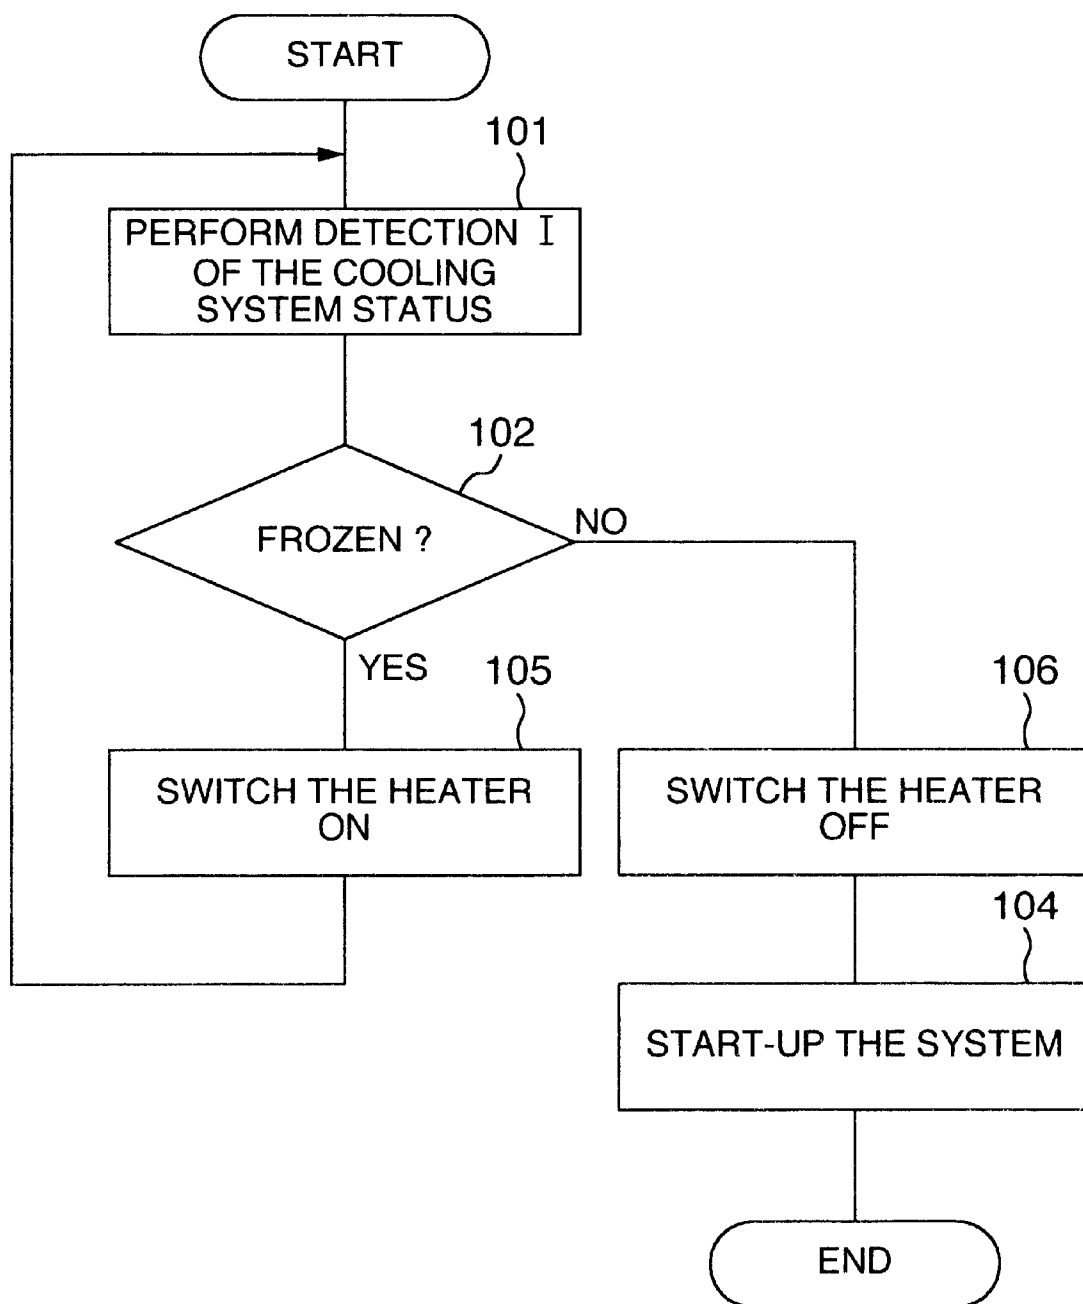 START
101
PERFORM DETECTION I
OF THE COOLING
SYSTEM STATUS
102
FROZEN ?
NO
YES
105
SWITCH THE HEATER
ON
106
SWITCH THE HEATER
OFF
104
START-UP THE SYSTEM
END